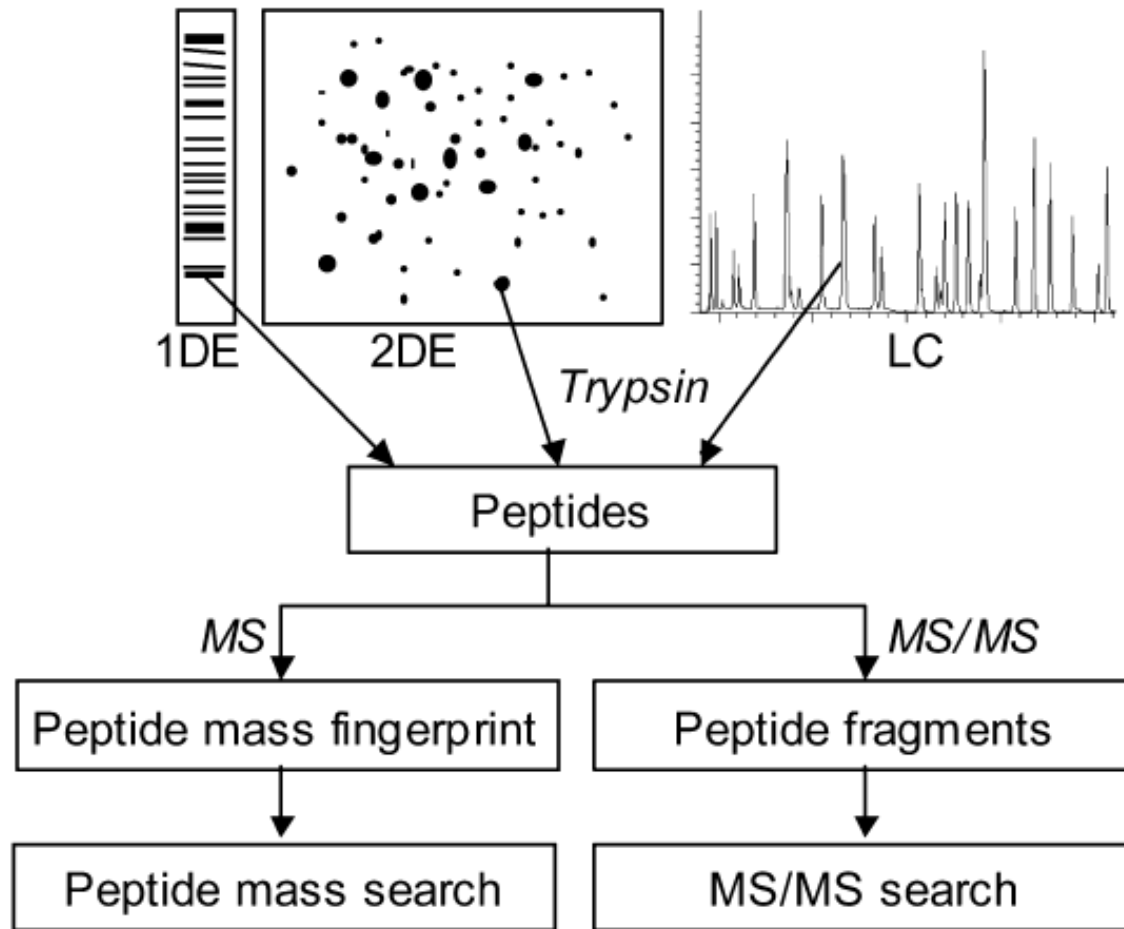 1DE
2DE
LC
Trypsin
Peptides
MS
MS/MS
Peptide mass fingerprint
Peptide fragments
Peptide mass search
MS/MS search